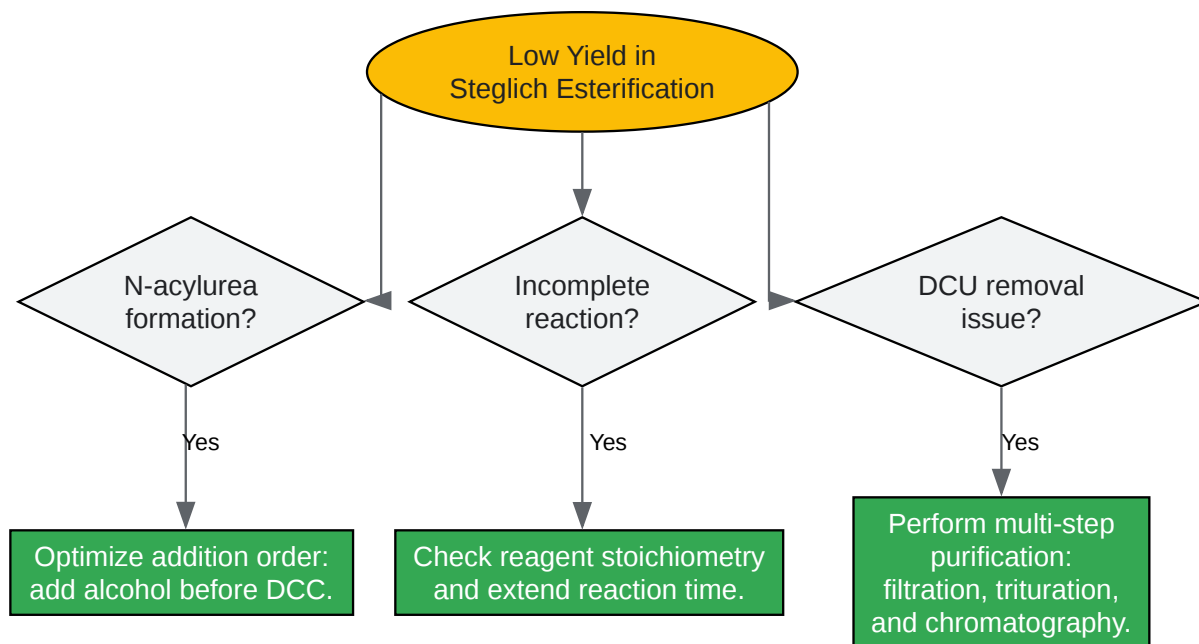 Low Yield in
Steglich Esterification
N-acylurea
formation?
Incomplete
reaction?
DCU removal
issue?
Yes
Yes
Yes
Optimize addition order:
add alcohol before DCC.
Check reagent stoichiometry
and extend reaction time.
Perform multi-step
purification:
filtration, trituration,
and chromatography.